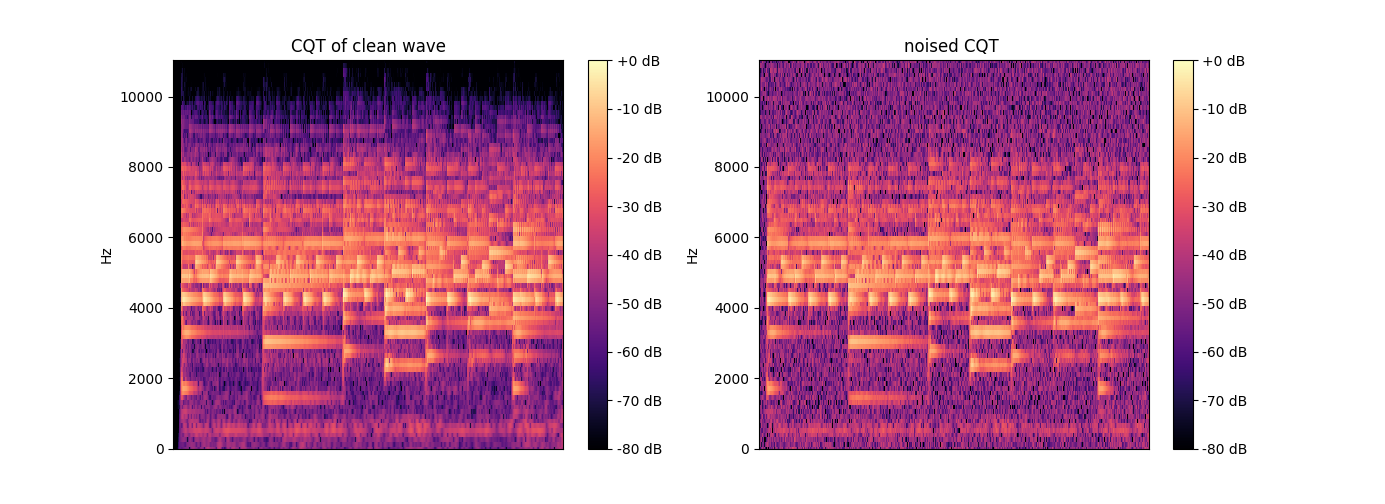 CQT of clean wave
Hz
10000
8000
6000
4000
2000
0
+0 dB
-10 dB
-20 dB
-30 dB
-40 dB
-50 dB
-60 dB
-70 dB
-80 dB
noised CQT
Hz
10000
8000
6000
4000
2000
0
+0 dB
-10 dB
-20 dB
-30 dB
-40 dB
-50 dB
-60 dB
-70 dB
-80 dB